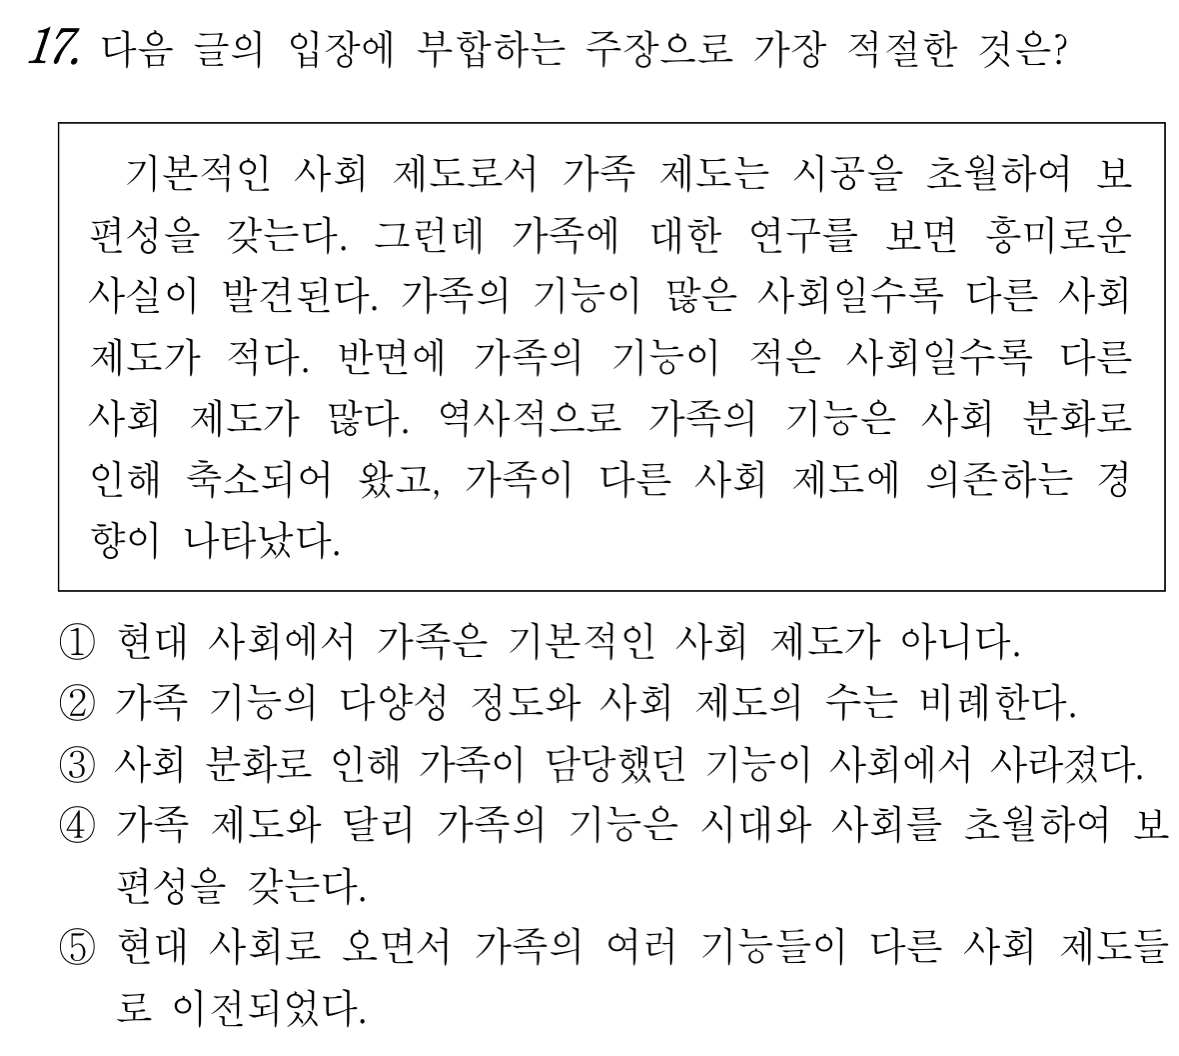 17. 다음 글의 입장에 부합하는 주장으로 가장 적절한 것은?
기본적인 사회 제도로서 가족 제도는 시공을 초월하여 보
편성을 갖는다. 그런데 가족에 대한 연구를 보면 흥미로운
사실이 발견된다. 가족의 기능이 많은 사회일수록 다른 사회
제도가 적다. 반면에 가족의 기능이 적은 사회일수록 다른
사회 제도가 많다. 역사적으로 가족의 기능은 사회 분화로
인해 축소되어 왔고, 가족이 다른 사회 제도에 의존하는 경
향이 나타났다.
① 현대 사회에서 가족은 기본적인 사회 제도가 아니다.
② 가족 기능의 다양성 정도와 사회 제도의 수는 비례한다.
③ 사회 분화로 인해 가족이 담당했던 기능이 사회에서 사라졌다.
④ 가족 제도와 달리 가족의 기능은 시대와 사회를 초월하여 보
편성을 갖는다.
⑤ 현대 사회로 오면서 가족의 여러 기능들이 다른 사회 제도들
로 이전되었다.